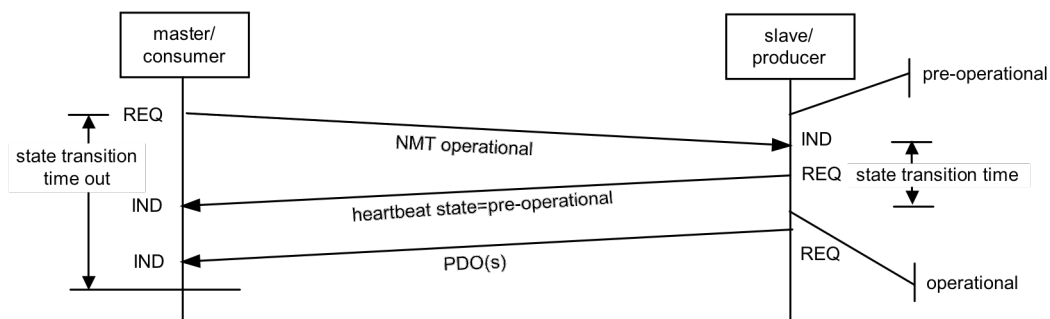 master/
consumer
slave/
producer
pre-operational
REQ
NMT operational
IND
state transition
time out
REQ
state transition time
IND
heartbeat state=pre-operational
IND
PDO(s)
REQ
operational